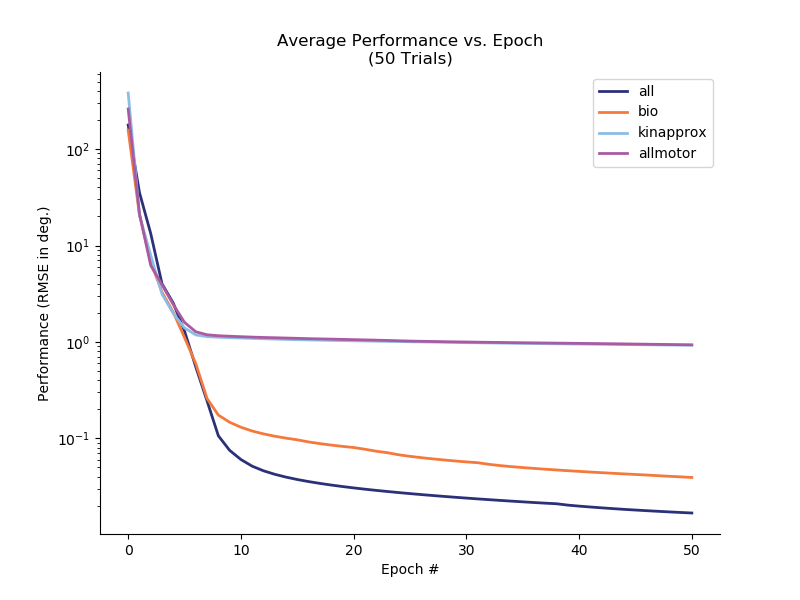 Average Performance vs. Epoch
(50 Trials)
all
bio
kinapprox
allmotor
Performance (RMSE in deg.)
10²
10¹
10⁰
10⁻¹
0 10 20 30 40 50
Epoch #